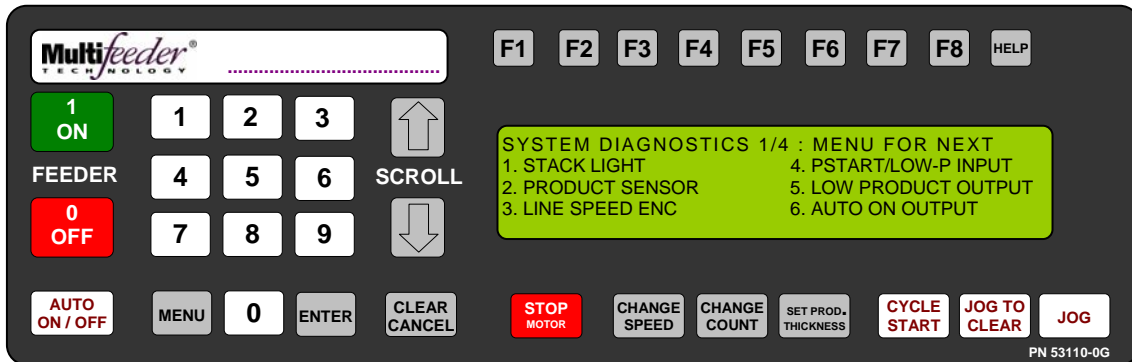 Multifeeder®
TECHNOLOGY
F1 F2 F3 F4 F5 F6 F7 F8 HELP
1
ON
FEEDER
0
OFF
1 2 3
4 5 6
7 8 9
SCROLL
SYSTEM DIAGNOSTICS 1/4 : MENU FOR NEXT
1. STACK LIGHT 4. PSTART/LOW-P INPUT
2. PRODUCT SENSOR 5. LOW PRODUCT OUTPUT
3. LINE SPEED ENC 6. AUTO ON OUTPUT
AUTO
ON / OFF
MENU
0
ENTER
CLEAR
CANCEL
STOP
MOTOR
CHANGE
SPEED
CHANGE
COUNT
SET PROD.
THICKNESS
CYCLE
START
JOG TO
CLEAR
JOG
PN 53110-0G